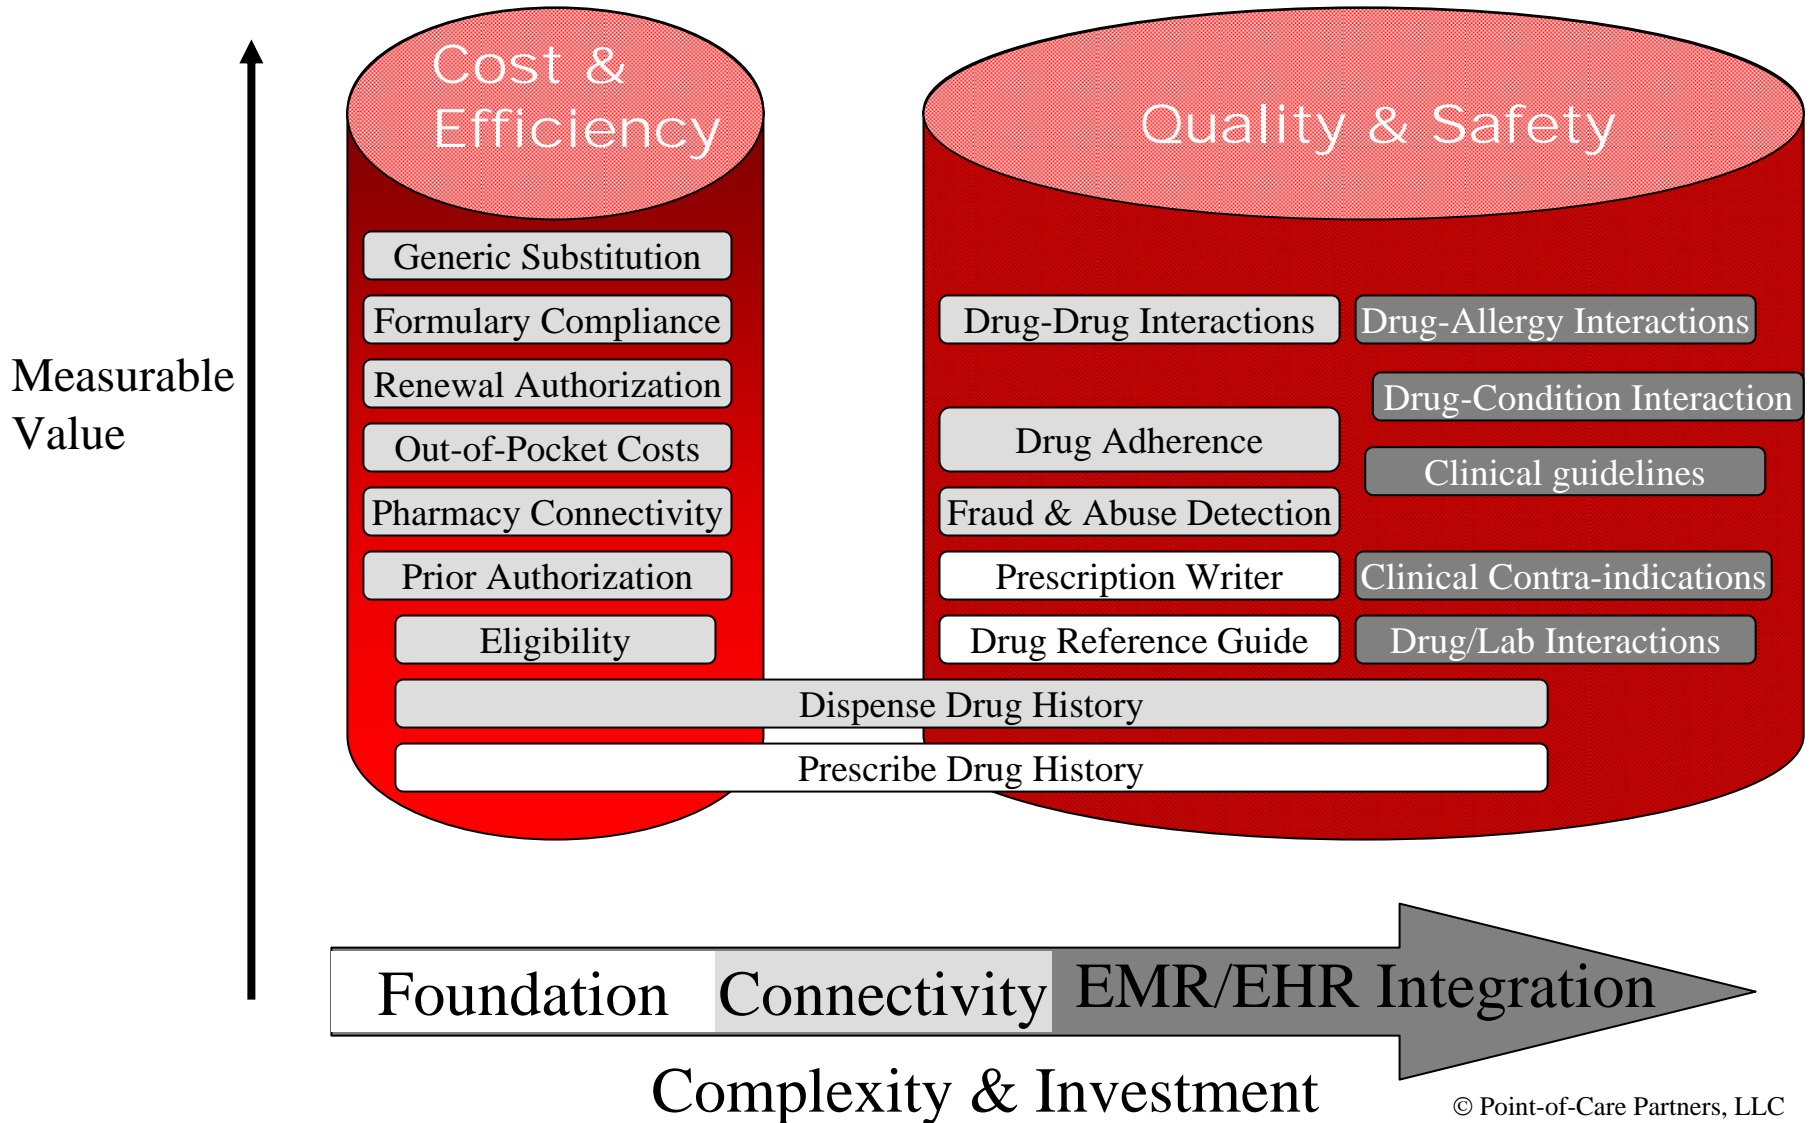 Cost &
Efficiency
Quality & Safety
Measurable
Value
Generic Substitution
Formulary Compliance
Renewal Authorization
Out-of-Pocket Costs
Pharmacy Connectivity
Prior Authorization
Eligibility
Drug-Drug Interactions
Drug Adherence
Fraud & Abuse Detection
Prescription Writer
Drug Reference Guide
Drug-Allergy Interactions
Drug-Condition Interaction
Clinical guidelines
Clinical Contra-indications
Drug/Lab Interactions
Dispense Drug History
Prescribe Drug History
Foundation
Connectivity
EMR/EHR Integration
Complexity & Investment
© Point-of-Care Partners, LLC